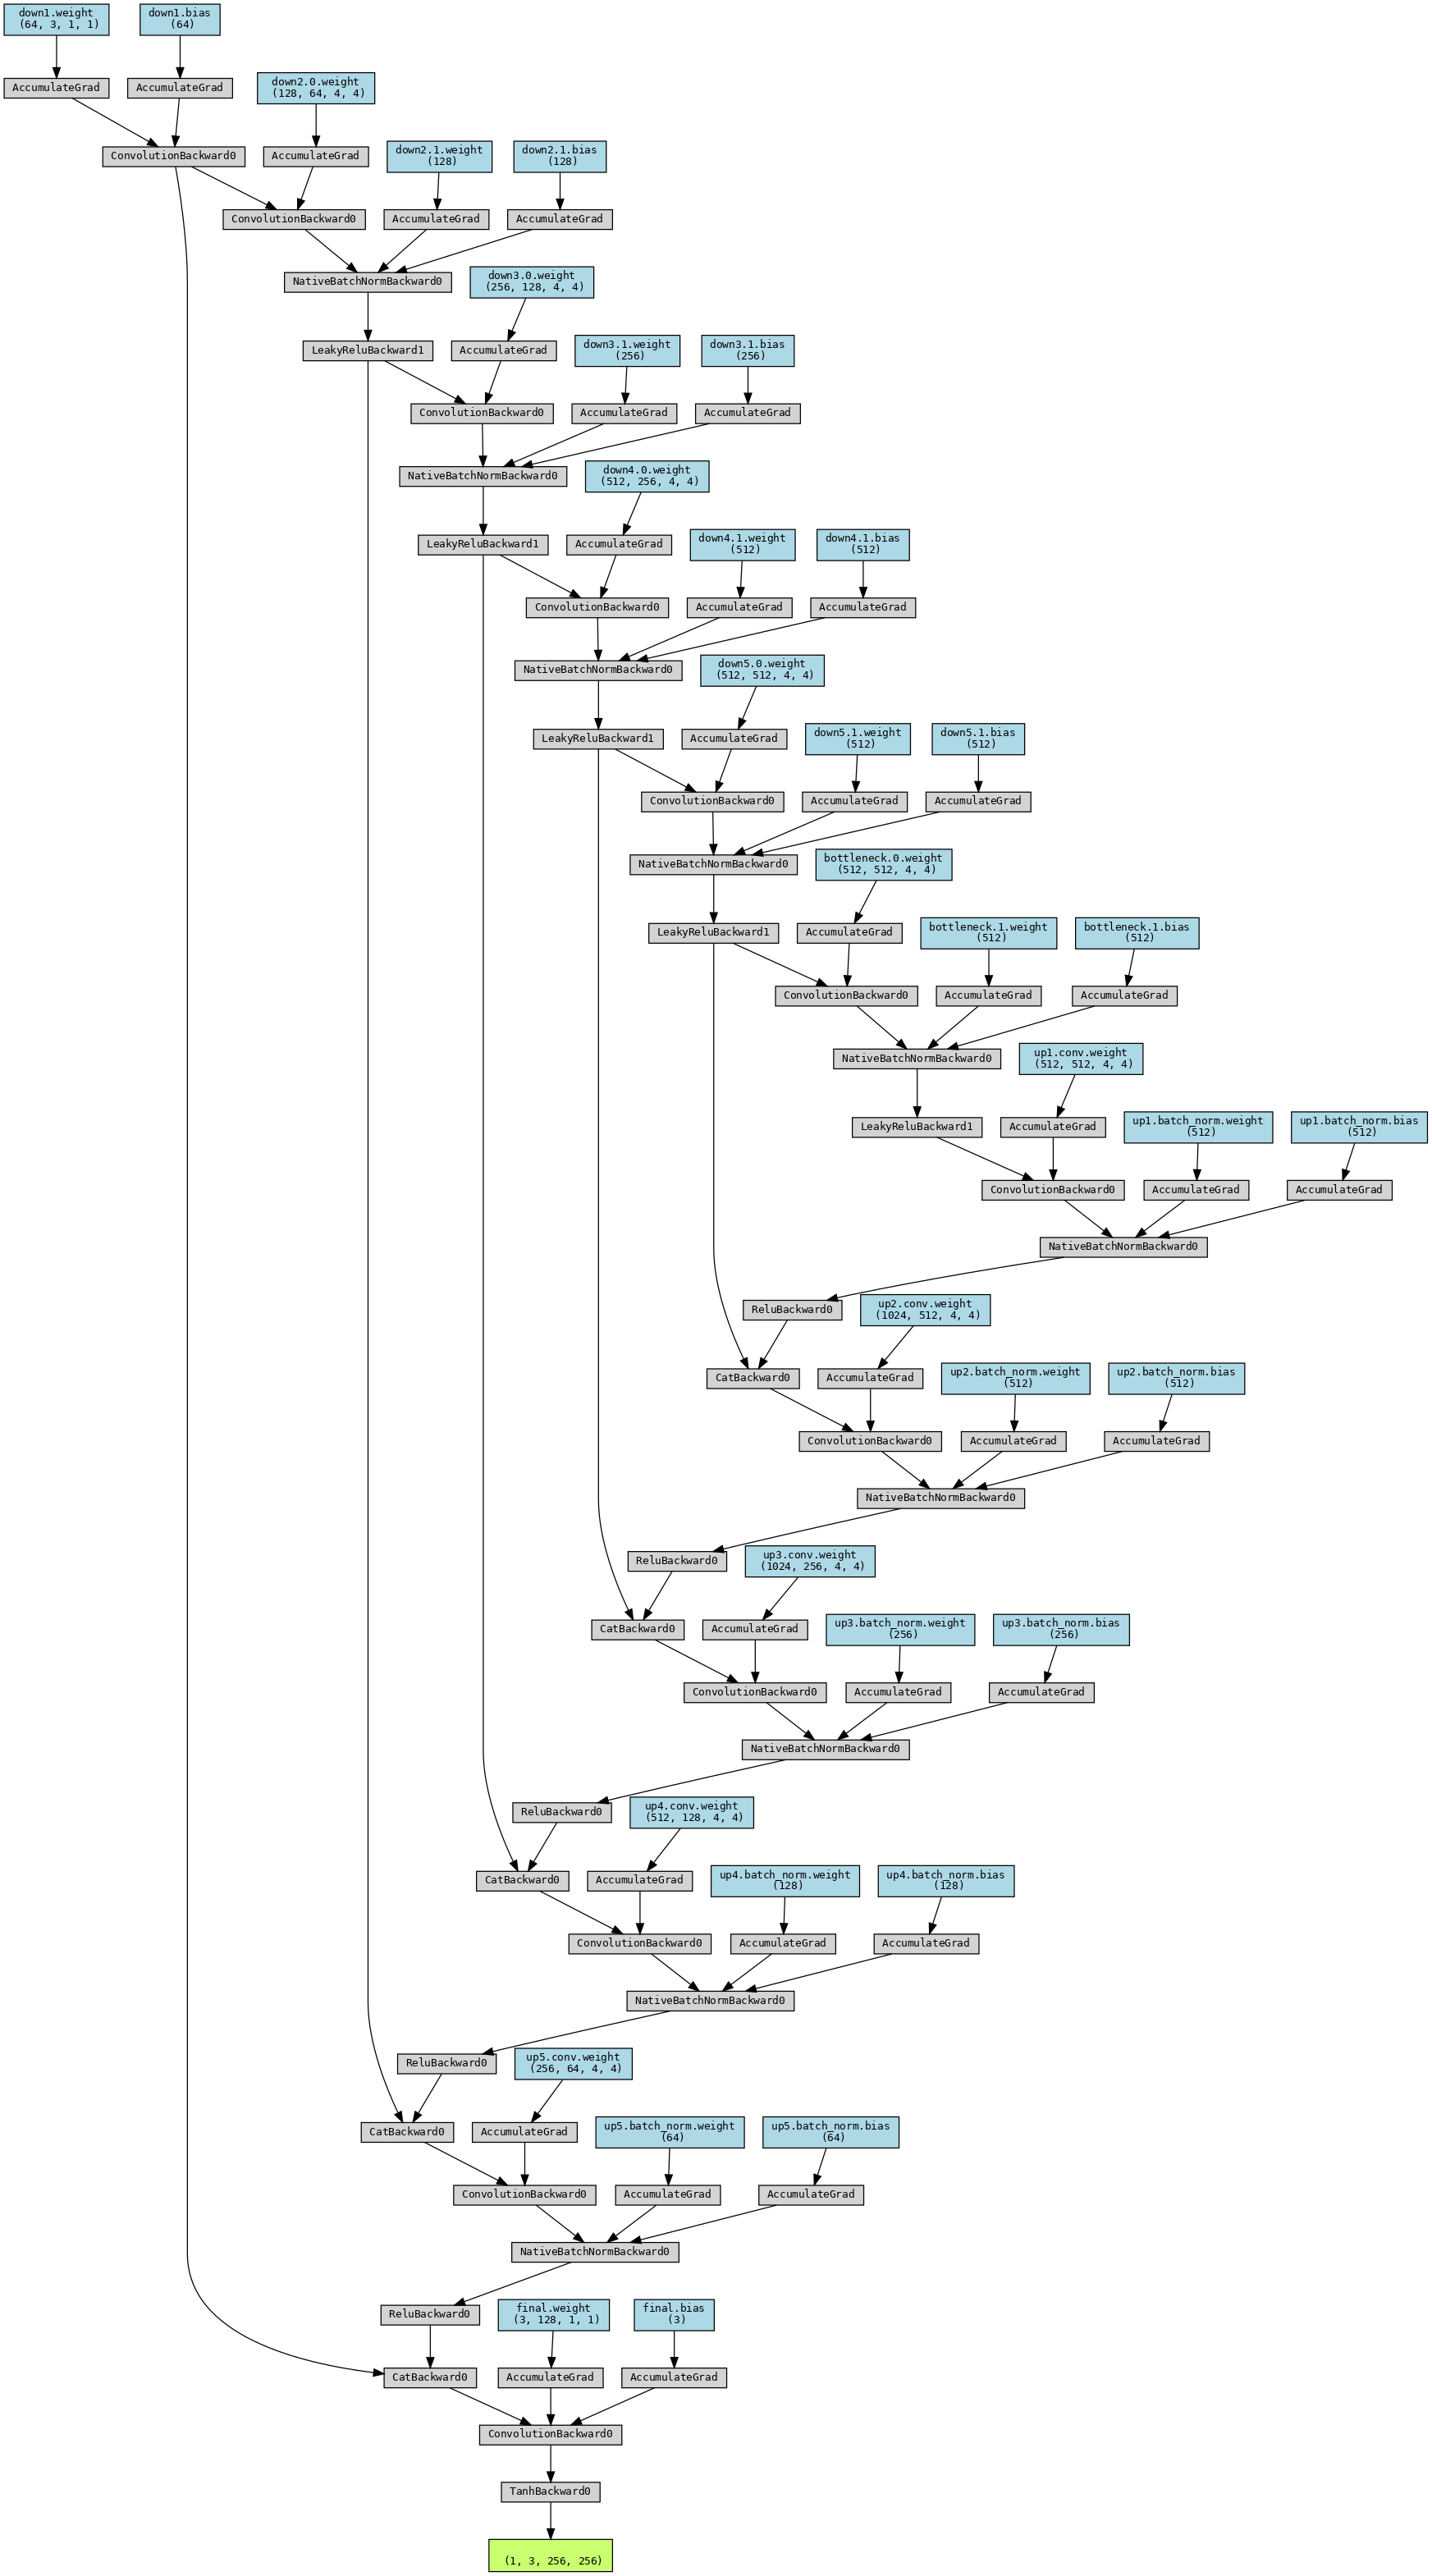 down1.weight
(64, 3, 1, 1)
down1.bias
(64)
AccumulateGrad
AccumulateGrad
down2.0.weight
(128, 64, 4, 4)
ConvolutionBackward0
AccumulateGrad
down2.1.weight
(128)
down2.1.bias
(128)
ConvolutionBackward0
AccumulateGrad
AccumulateGrad
NativeBatchNormBackward0
down3.0.weight
(256, 128, 4, 4)
LeakyReluBackward1
AccumulateGrad
down3.1.weight
(256)
down3.1.bias
(256)
ConvolutionBackward0
AccumulateGrad
AccumulateGrad
NativeBatchNormBackward0
down4.0.weight
(512, 256, 4, 4)
LeakyReluBackward1
AccumulateGrad
down4.1.weight
(512)
down4.1.bias
(512)
ConvolutionBackward0
AccumulateGrad
AccumulateGrad
NativeBatchNormBackward0
down5.0.weight
(512, 512, 4, 4)
LeakyReluBackward1
AccumulateGrad
down5.1.weight
(512)
down5.1.bias
(512)
ConvolutionBackward0
AccumulateGrad
AccumulateGrad
NativeBatchNormBackward0
bottleneck.0.weight
(512, 512, 4, 4)
LeakyReluBackward1
AccumulateGrad
bottleneck.1.weight
(512)
bottleneck.1.bias
(512)
ConvolutionBackward0
AccumulateGrad
AccumulateGrad
NativeBatchNormBackward0
up1.conv.weight
(512, 512, 4, 4)
LeakyReluBackward1
AccumulateGrad
up1.batch_norm.weight
(512)
up1.batch_norm.bias
(512)
ConvolutionBackward0
AccumulateGrad
AccumulateGrad
NativeBatchNormBackward0
ReluBackward0
up2.conv.weight
(1024, 512, 4, 4)
CatBackward0
AccumulateGrad
up2.batch_norm.weight
(512)
up2.batch_norm.bias
(512)
ConvolutionBackward0
AccumulateGrad
AccumulateGrad
NativeBatchNormBackward0
ReluBackward0
up3.conv.weight
(1024, 256, 4, 4)
CatBackward0
AccumulateGrad
up3.batch_norm.weight
(256)
up3.batch_norm.bias
(256)
ConvolutionBackward0
AccumulateGrad
AccumulateGrad
NativeBatchNormBackward0
ReluBackward0
up4.conv.weight
(512, 128, 4, 4)
CatBackward0
AccumulateGrad
up4.batch_norm.weight
(128)
up4.batch_norm.bias
(128)
ConvolutionBackward0
AccumulateGrad
AccumulateGrad
NativeBatchNormBackward0
ReluBackward0
up5.conv.weight
(256, 64, 4, 4)
CatBackward0
AccumulateGrad
up5.batch_norm.weight
(64)
up5.batch_norm.bias
(64)
ConvolutionBackward0
AccumulateGrad
AccumulateGrad
NativeBatchNormBackward0
ReluBackward0
final.weight
(3, 128, 1, 1)
final.bias
(3)
CatBackward0
AccumulateGrad
AccumulateGrad
ConvolutionBackward0
TanhBackward0
(1, 3, 256, 256)